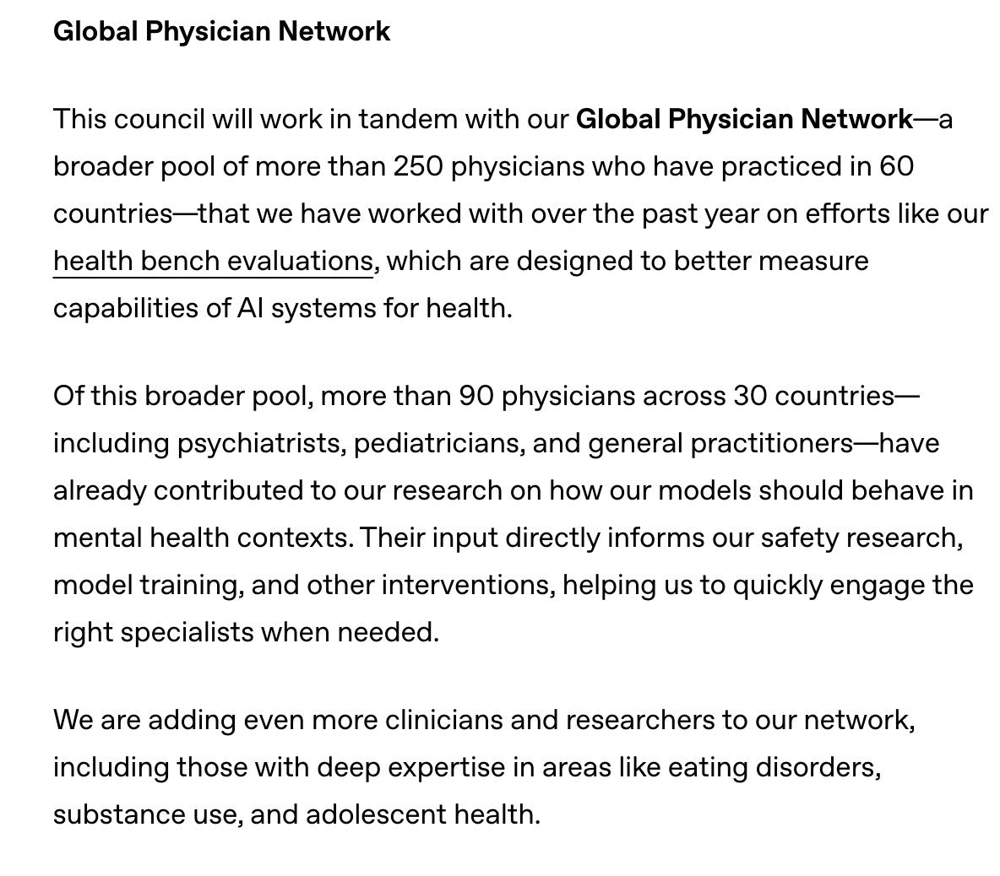 Global Physician Network
This council will work in tandem with our Global Physician Network—a
broader pool of more than 250 physicians who have practiced in 60
countries—that we have worked with over the past year on efforts like our
health bench evaluations, which are designed to better measure
capabilities of AI systems for health.
Of this broader pool, more than 90 physicians across 30 countries—
including psychiatrists, pediatricians, and general practitioners—have
already contributed to our research on how our models should behave in
mental health contexts. Their input directly informs our safety research,
model training, and other interventions, helping us to quickly engage the
right specialists when needed.
We are adding even more clinicians and researchers to our network,
including those with deep expertise in areas like eating disorders,
substance use, and adolescent health.